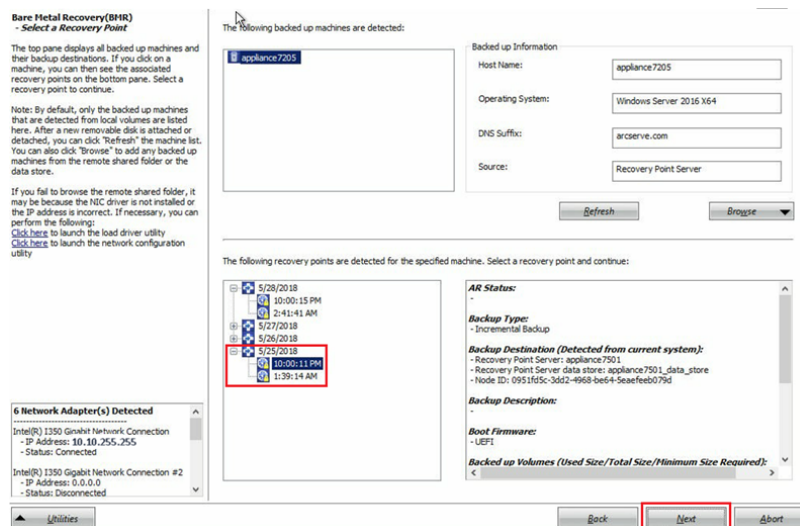 Bare Metal Recovery(BMR)
- Select a Recovery Point
The top pane displays all backed up machines and
their backup destinations. If you click on a
machine, you can then see the associated
recovery points on the bottom pane. Select a
recovery point to continue.
Note: By default, only the backed up machines
that are detected from local volumes are listed
here. After a new removable disk is attached or
detached, you can click "Refresh" the machine list.
You can also click "Browse" to add any backed up
machines from the remote shared folder or the
data store.
If you fail to browse the remote shared folder, it
may be because the NIC driver is not installed or
the IP address is incorrect. If necessary, you can
perform the following:
Click here to launch the load driver utility
Click here to launch the network configuration
utility
6 Network Adapter(s) Detected
--------------------------------
Intel(R) I350 Gigabit Network Connection
- IP Address: 10.10.255.255
- Status: Connected
Intel(R) I350 Gigabit Network Connection #2
- IP Address: 0.0.0.0
- Status: Disconnected
The following backed up machines are detected:
appliance7205
Backed up Information
Host Name: appliance7205
Operating System: Windows Server 2016 X64
DNS Suffix: arcserve.com
Source: Recovery Point Server
Refresh Browse
The following recovery points are detected for the specified machine. Select a recovery point and continue:
5/28/2018
10:00:15 PM
2:41:41 AM
5/27/2018
5/26/2018
5/25/2018
10:00:11 PM
1:39:14 AM
AR Status:
-
Backup Type:
- Incremental Backup
Backup Destination (Detected from current system):
- Recovery Point Server: appliance7501
- Recovery Point Server data store: appliance7501_data_store
- Node ID: 0951fd5c-3dd2-4968-be64-5eaefeeb079d
Backup Description:
-
Boot Firmware:
- UEFI
Backed up Volumes (Used Size/Total Size/Minimum Size Required):
Utilities Back Next Abort